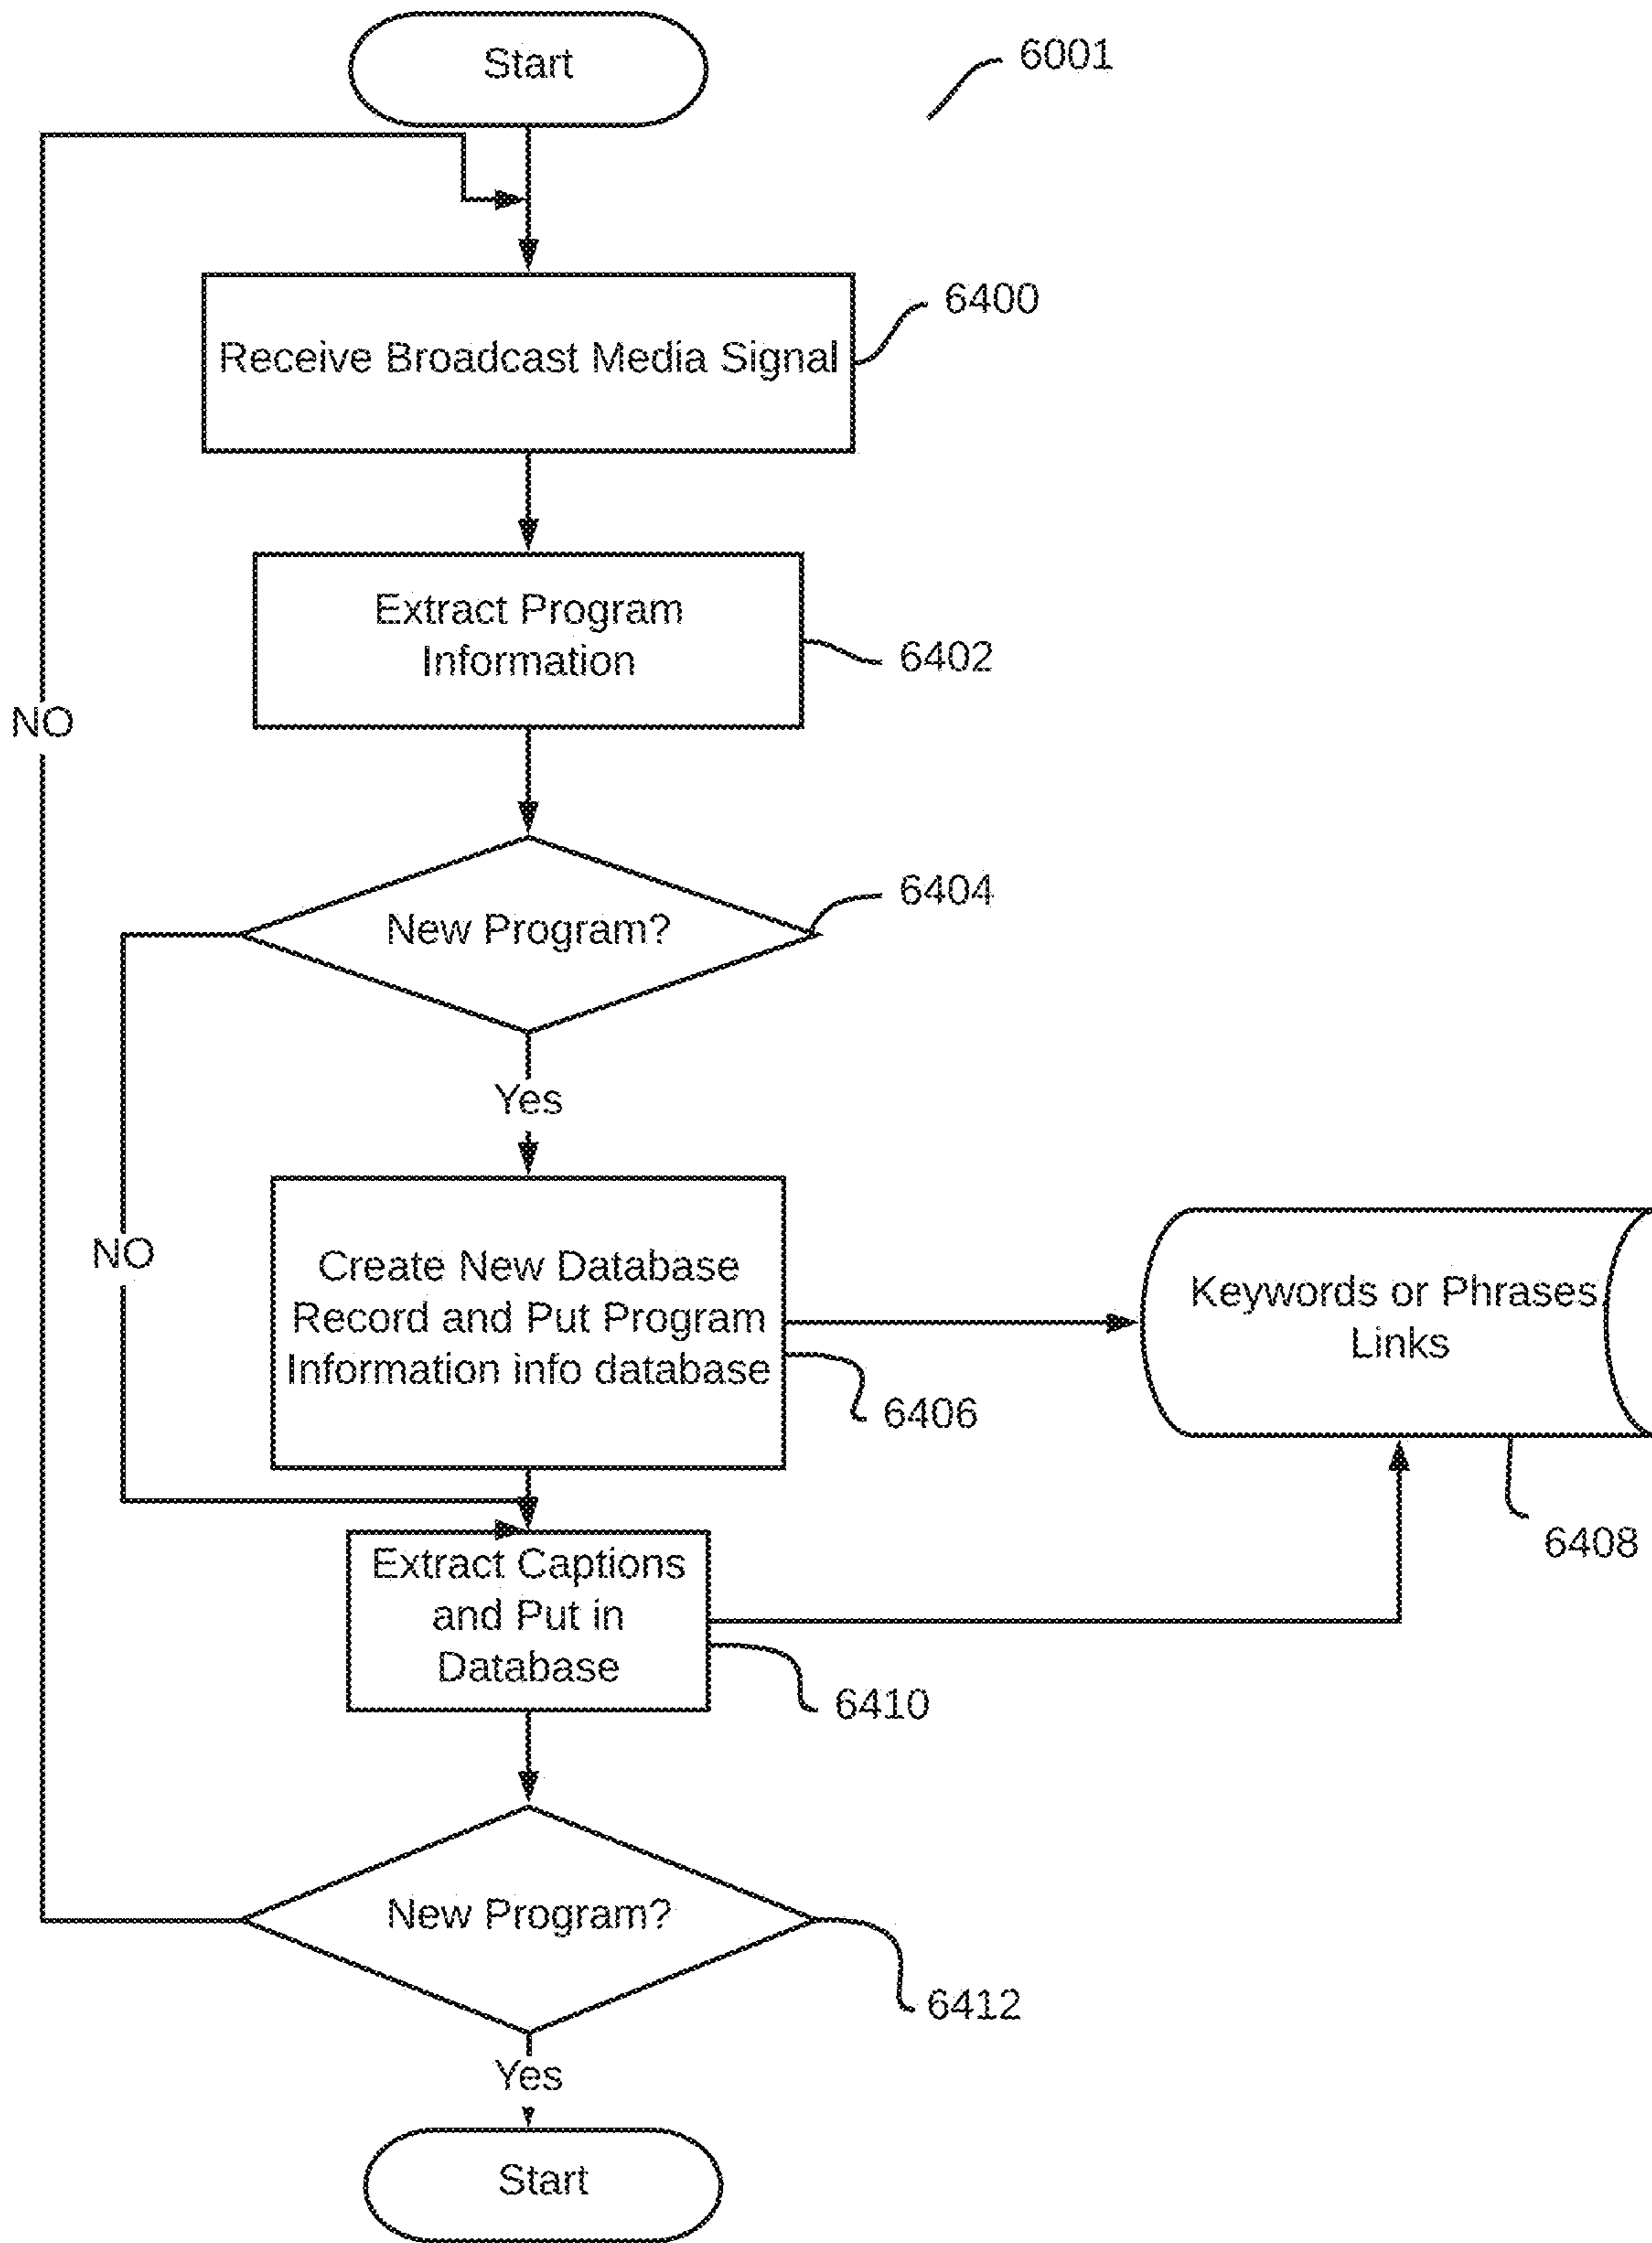 Start
6001
6400
Receive Broadcast Media Signal
Extract Program
Information
6402
NO
6404
New Program?
Yes
NO
Create New Database
Record and Put Program
Information info database
Keywords or Phrases
Links
6406
6408
Extract Captions
and Put in
Database
6410
New Program?
6412
Yes
Start